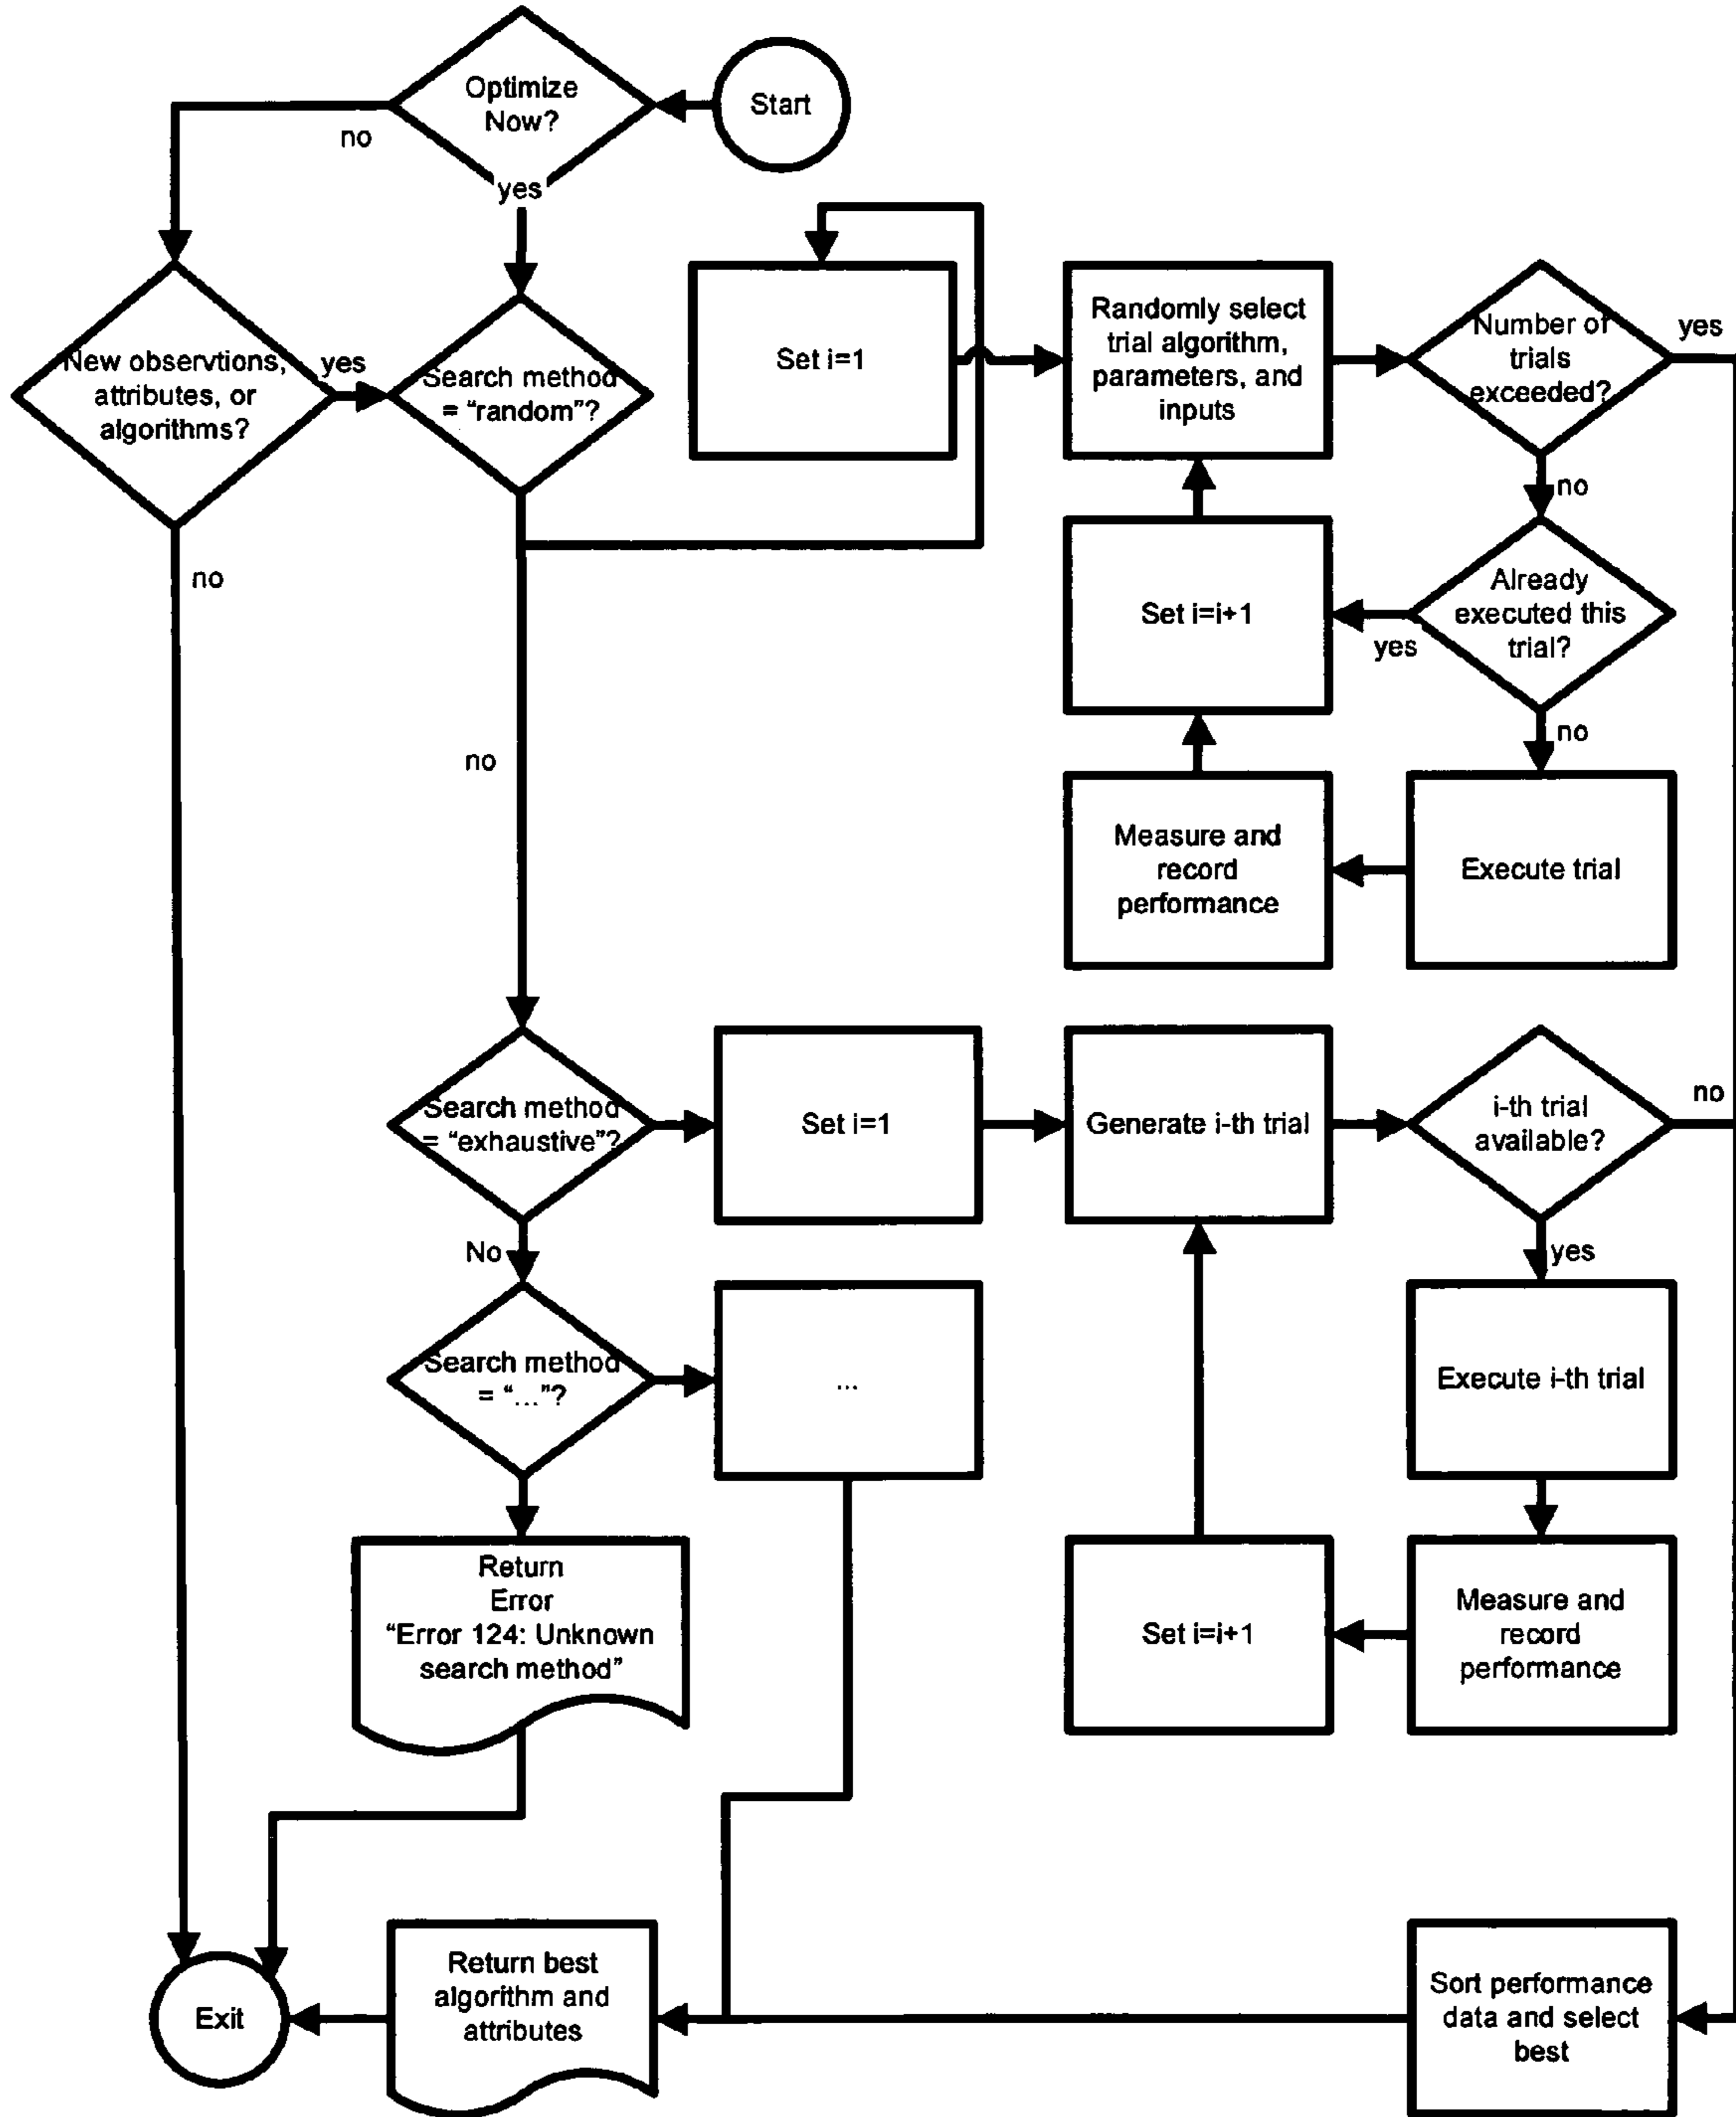 Optimize
Now?
Start
no
yes
New observtions,
attributes, or
algorithms?
yes
Search method
= "random"?
Set i=1
Randomly select
trial algorithm,
parameters, and
inputs
Number of
trials
exceeded?
yes
no
no
Set i=i+1
Already
executed this
trial?
yes
no
no
Measure and
record
performance
Execute trial
Search method
= "exhaustive"?
Set i=1
Generate i-th trial
i-th trial
available?
no
No
yes
Search method
= "..."?
...
Execute i-th trial
Return
Error
"Error 124: Unknown
search method"
Set i=i+1
Measure and
record
performance
Exit
Return best
algorithm and
attributes
Sort performance
data and select
best